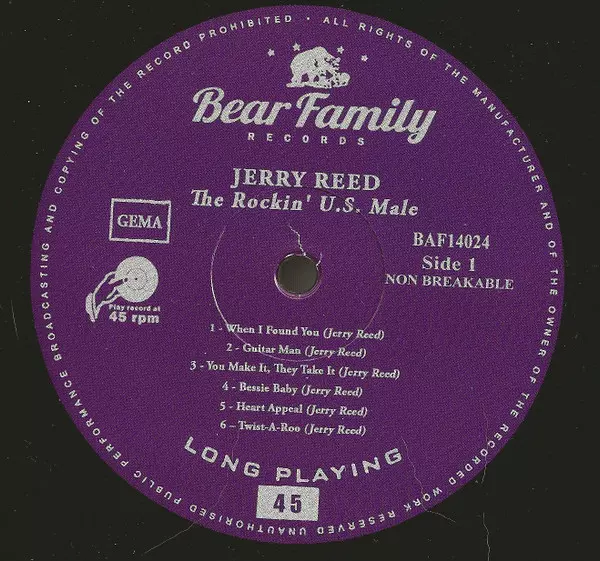 ALL RIGHTS OF THE MANUFACTURER AND OF THE OWNER OF THE RECORDED WORK RESERVED UNAUTHORISED PUBLIC PERFORMANCE BROADCASTING AND COPYING OF THE RECORD PROHIBITED •
Bear Family
RECORDS
JERRY REED
The Rockin' U.S. Male
GEMA
BAF14024
Side 1
NON BREAKABLE
Play record at
45 rpm
1 - When I Found You (Jerry Reed)
2 - Guitar Man (Jerry Reed)
3 - You Make It, They Take It (Jerry Reed)
4 - Bessie Baby (Jerry Reed)
5 - Heart Appeal (Jerry Reed)
6 - Twist-A-Roo (Jerry Reed)
LONG PLAYING
45